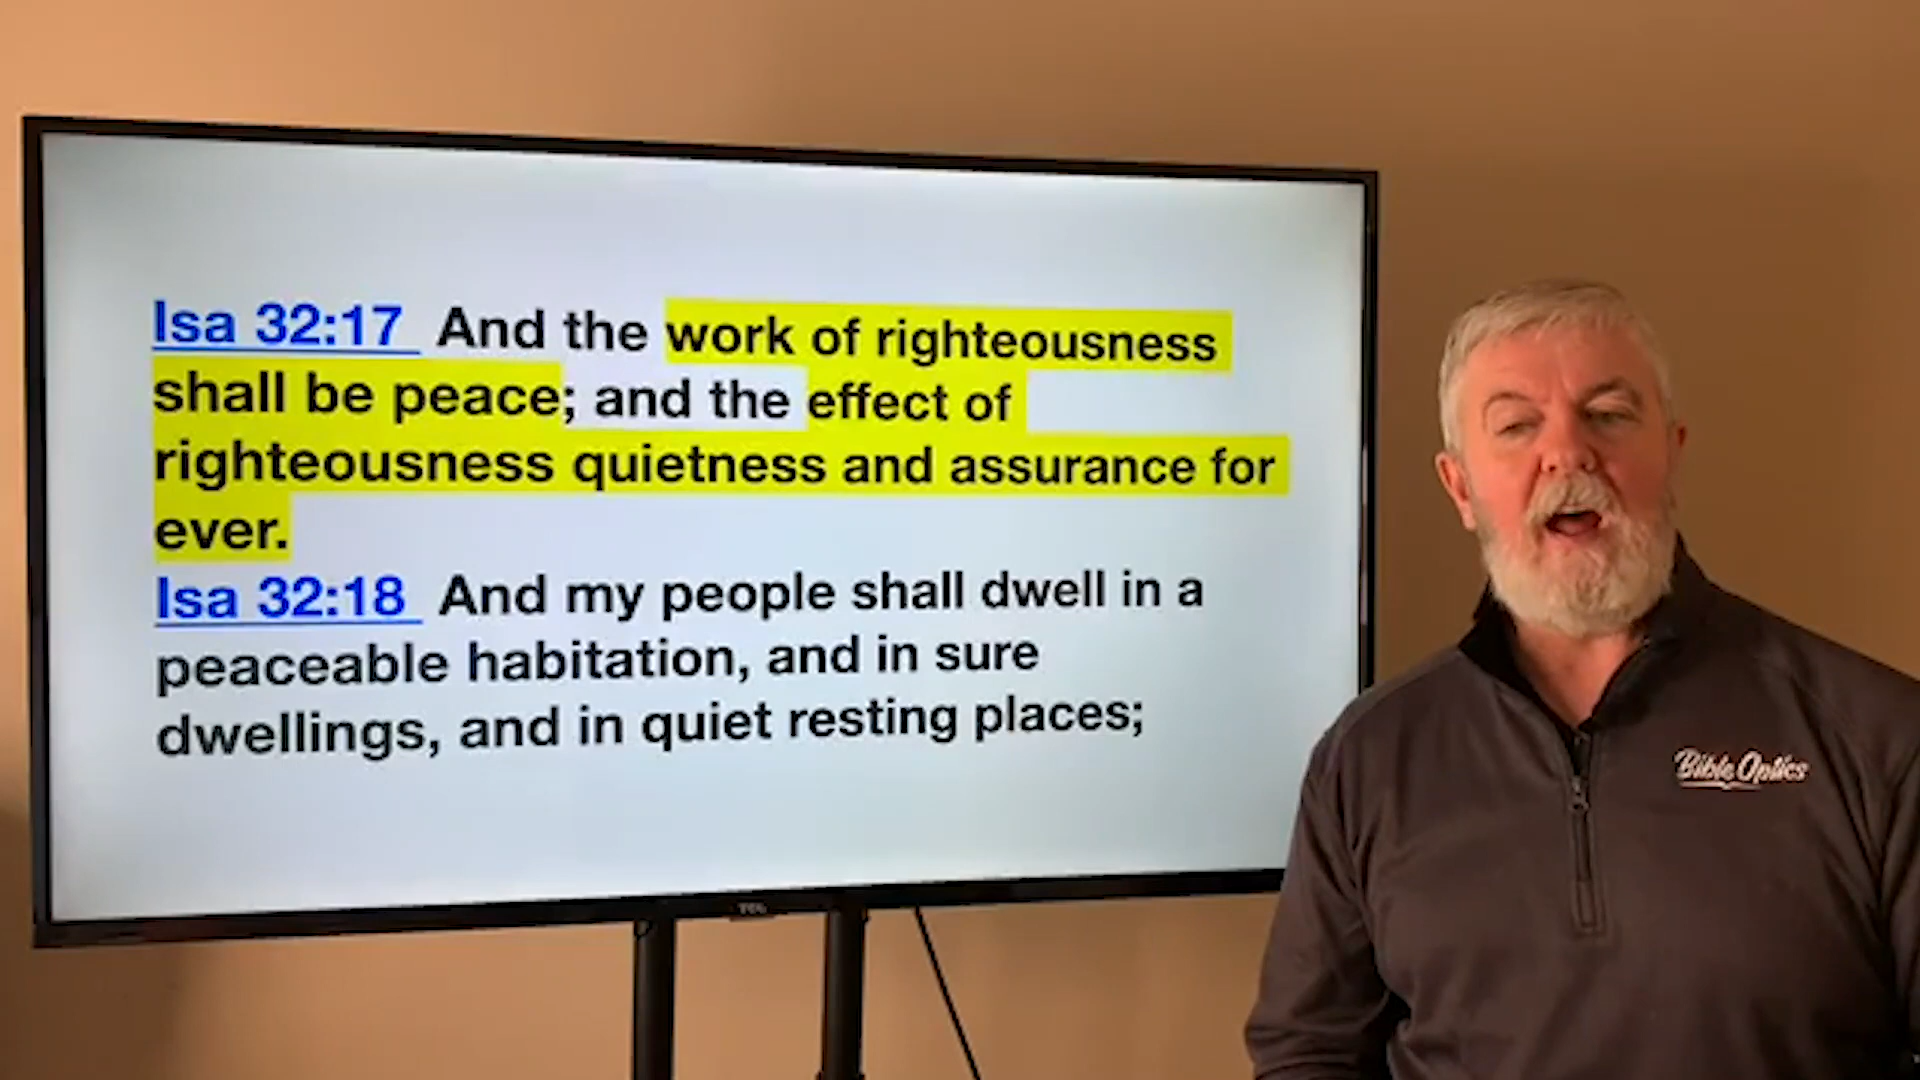 Isa 32:17 And the work of righteousness
shall be peace; and the effect of
righteousness quietness and assurance for
ever.
Isa 32:18 And my people shall dwell in a
peaceable habitation, and in sure
dwellings, and in quiet resting places;
Bible Optics
TCL